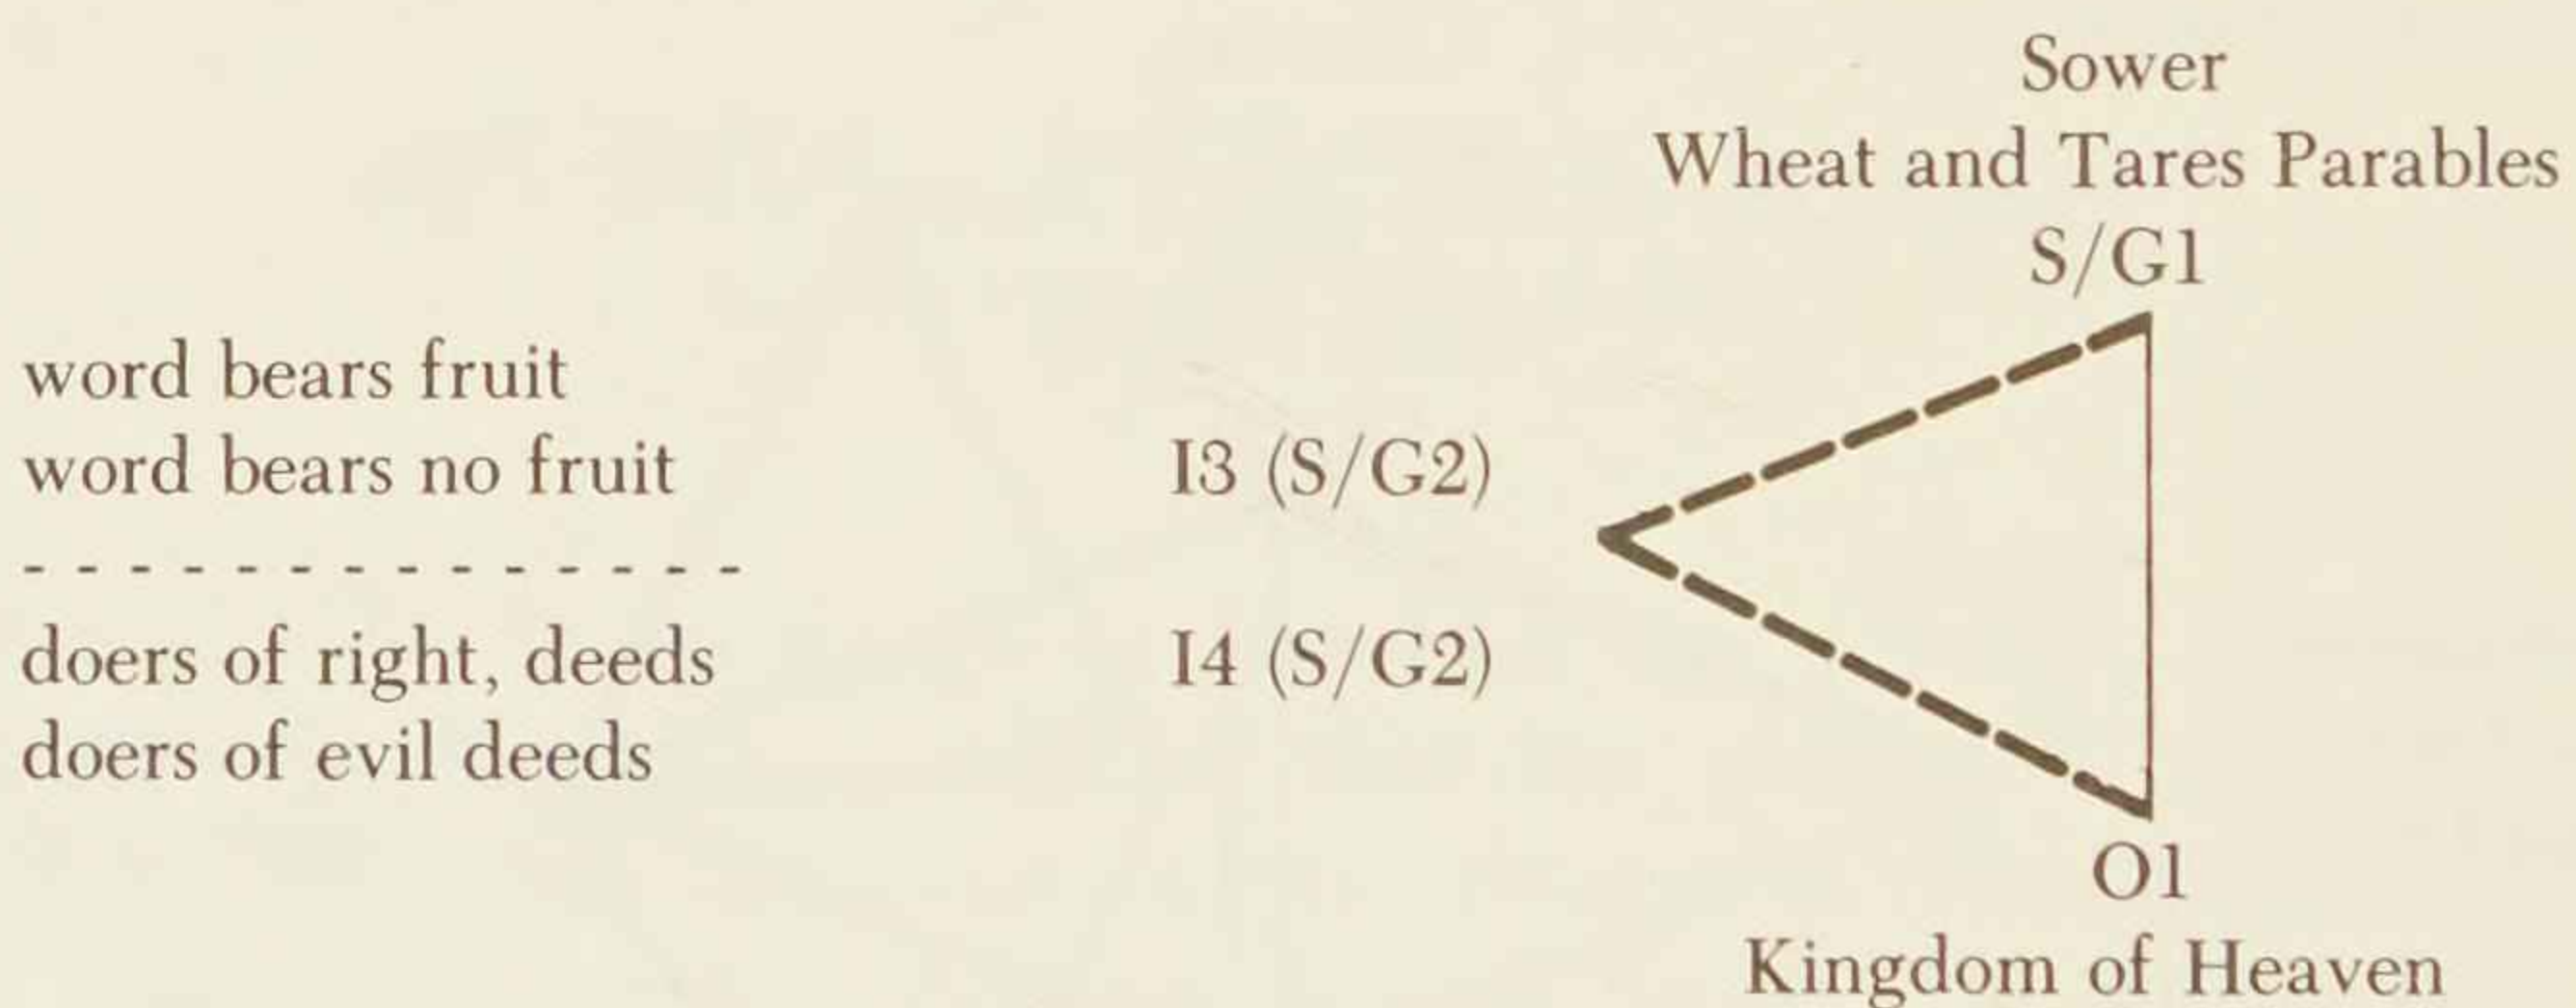 Sower
Wheat and Tares Parables
S/G1
word bears fruit
word bears no fruit
I3 (S/G2)
doers of right, deeds
I4 (S/G2)
doers of evil deeds
O1
Kingdom of Heaven